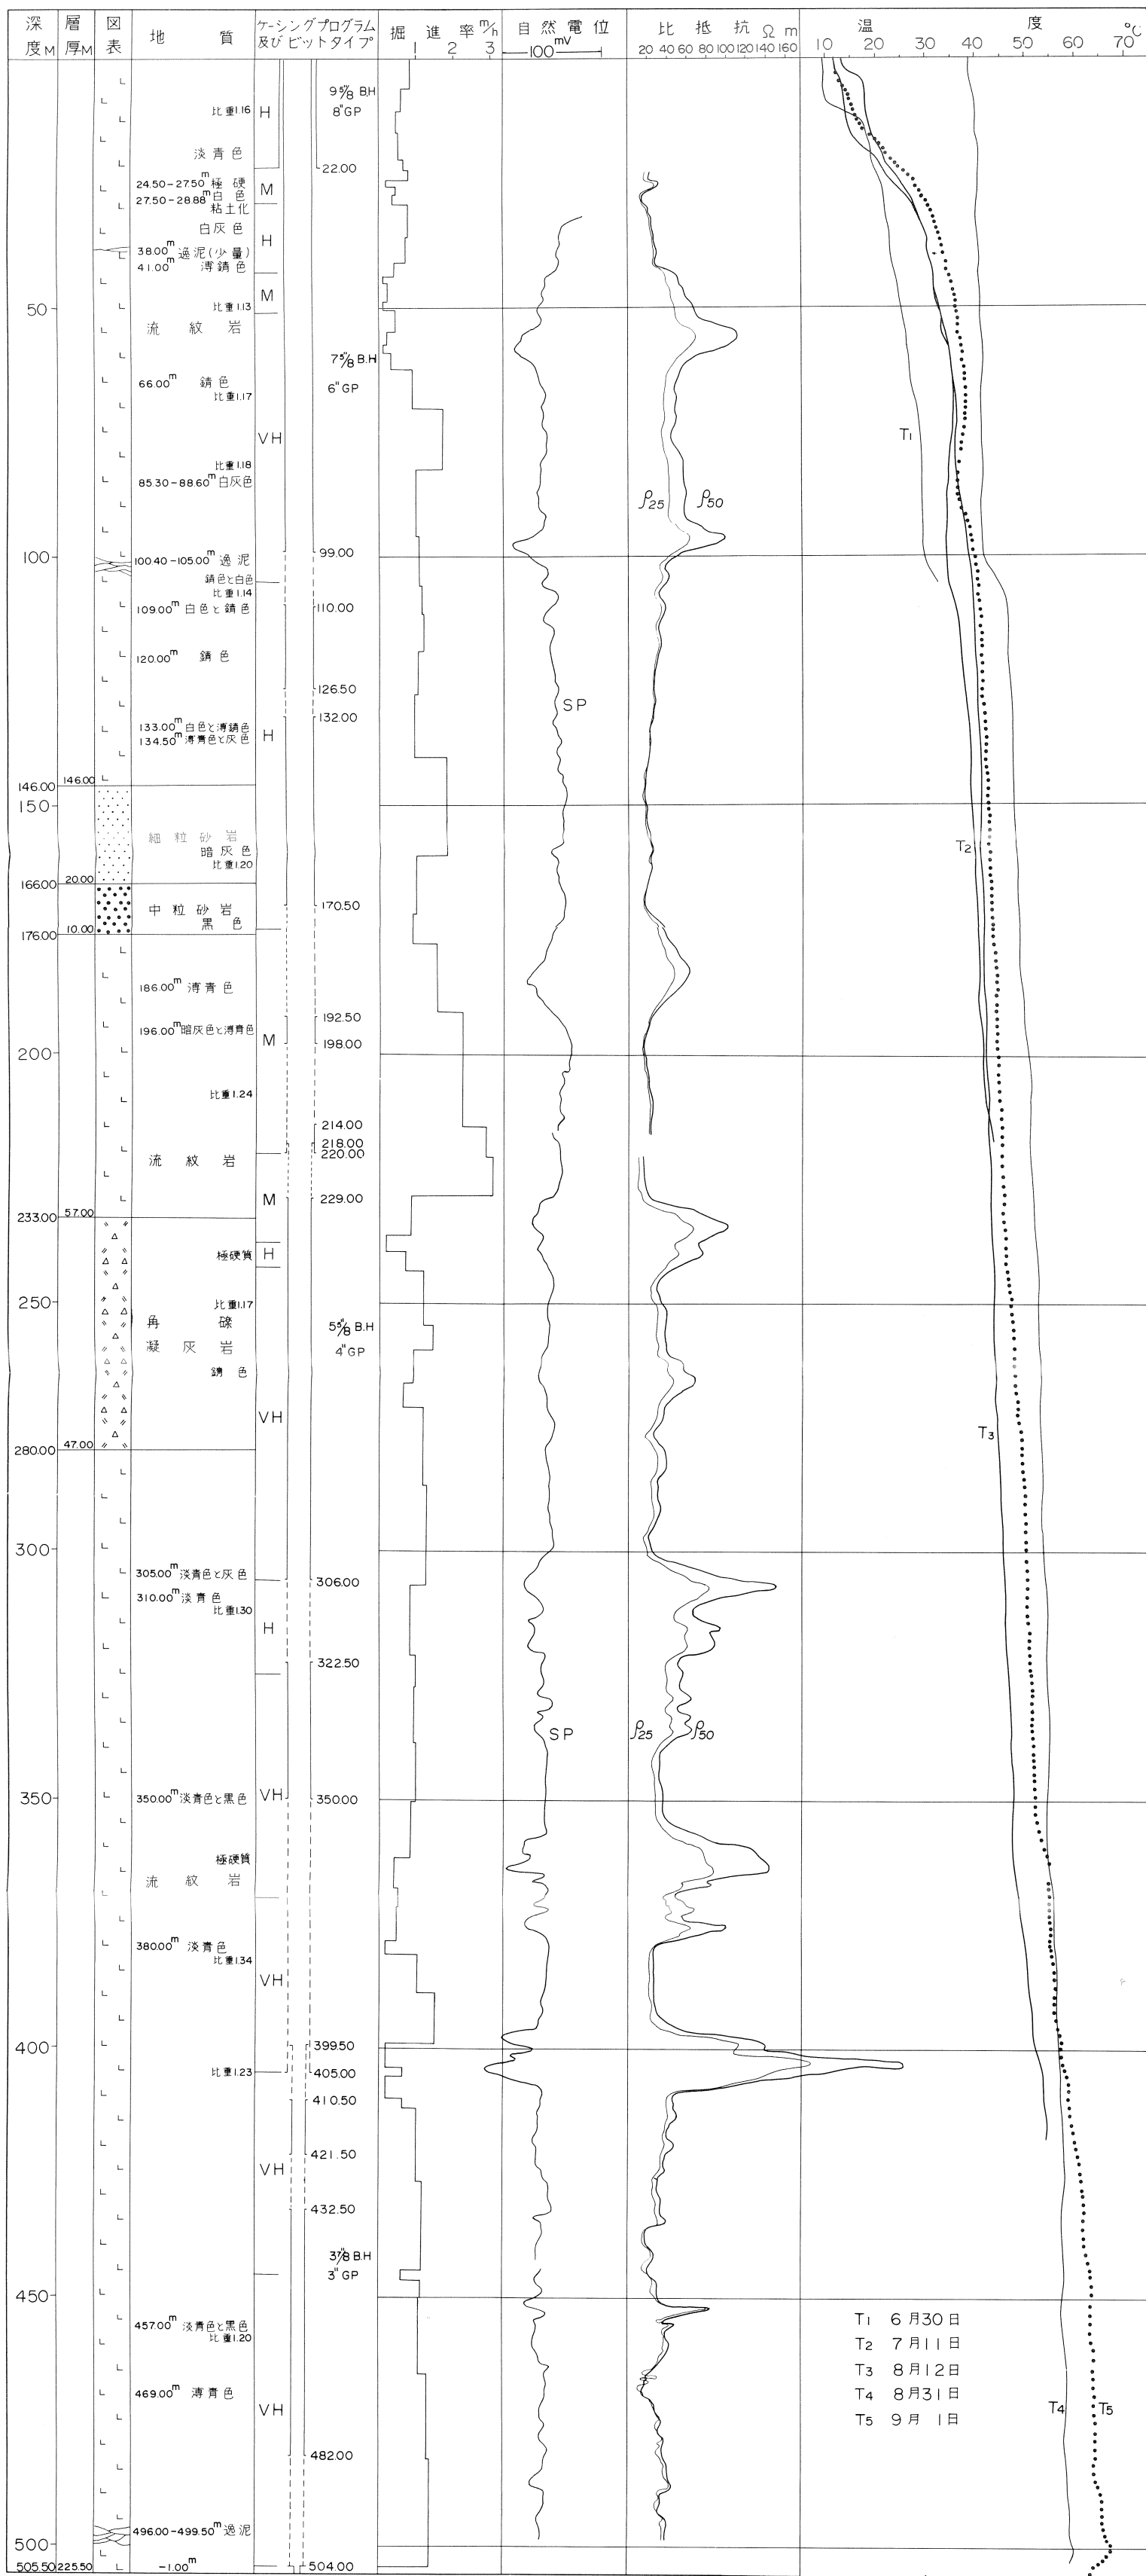 深度M 層厚M 図表 地質 ケーシングプログラム及びビットタイプ 掘進率 m/h 自然電位 比抵抗 Ωm 温度 °C
1 2 3
100mV
20 40 60 80 100 120 140 160
10 20 30 40 50 60 70
9 5/8" B.H
比重1.16 H 8" GP
淡青色
22.00
24.50-27.50m 極硬
M
27.50-28.88m 白色
粘土化
白灰色
H
38.00m 逸泥(少量)
41.00m 薄錆色
M
50 比重1.13
流紋岩
7 5/8" B.H
66.00m 錆色 6" GP
比重1.17
VH T1
比重1.18
85.30-88.60m 白灰色
ρ25 ρ50
99.00
100 100.40-105.00m 逸泥
錆色と白色
比重1.14
109.00m 白色と錆色 110.00
120.00m 錆色
126.50
SP
132.00
133.00m 白色と薄錆色
134.50m 薄青色と灰色 H
146.00 146.00
150
細粒砂岩
暗灰色 T2
比重1.20
166.00 20.00
170.50
中粒砂岩
黒色
176.00 10.00
186.00m 薄青色
192.50
196.00m 暗灰色と薄青色
M 198.00
200
比重1.24
214.00
218.00
220.00
流紋岩
M 229.00
233.00 57.00
極硬質 H
250 比重1.17
角礫
凝灰岩
5 5/8" B.H
4" GP
錆色
VH
T3
280.00 47.00
300
305.00m 淡青色と灰色
306.00
310.00m 淡青色
比重1.30
H
322.50
SP ρ25 ρ50
350 350.00m 淡青色と黒色 VH 350.00
極硬質
流紋岩
380.00m 淡青色
比重1.34
VH
400 399.50
比重1.23 405.00
410.50
421.50
VH
432.50
3 7/8" B.H
3" GP
450
457.00m 淡青色と黒色
比重1.20
T1 6月30日
T2 7月11日
T3 8月12日
T4 8月31日
T5 9月 1日
469.00m 薄青色
VH T4 T5
482.00
496.00-499.50m 逸泥
500
505.50 225.50 -1.00m 504.00